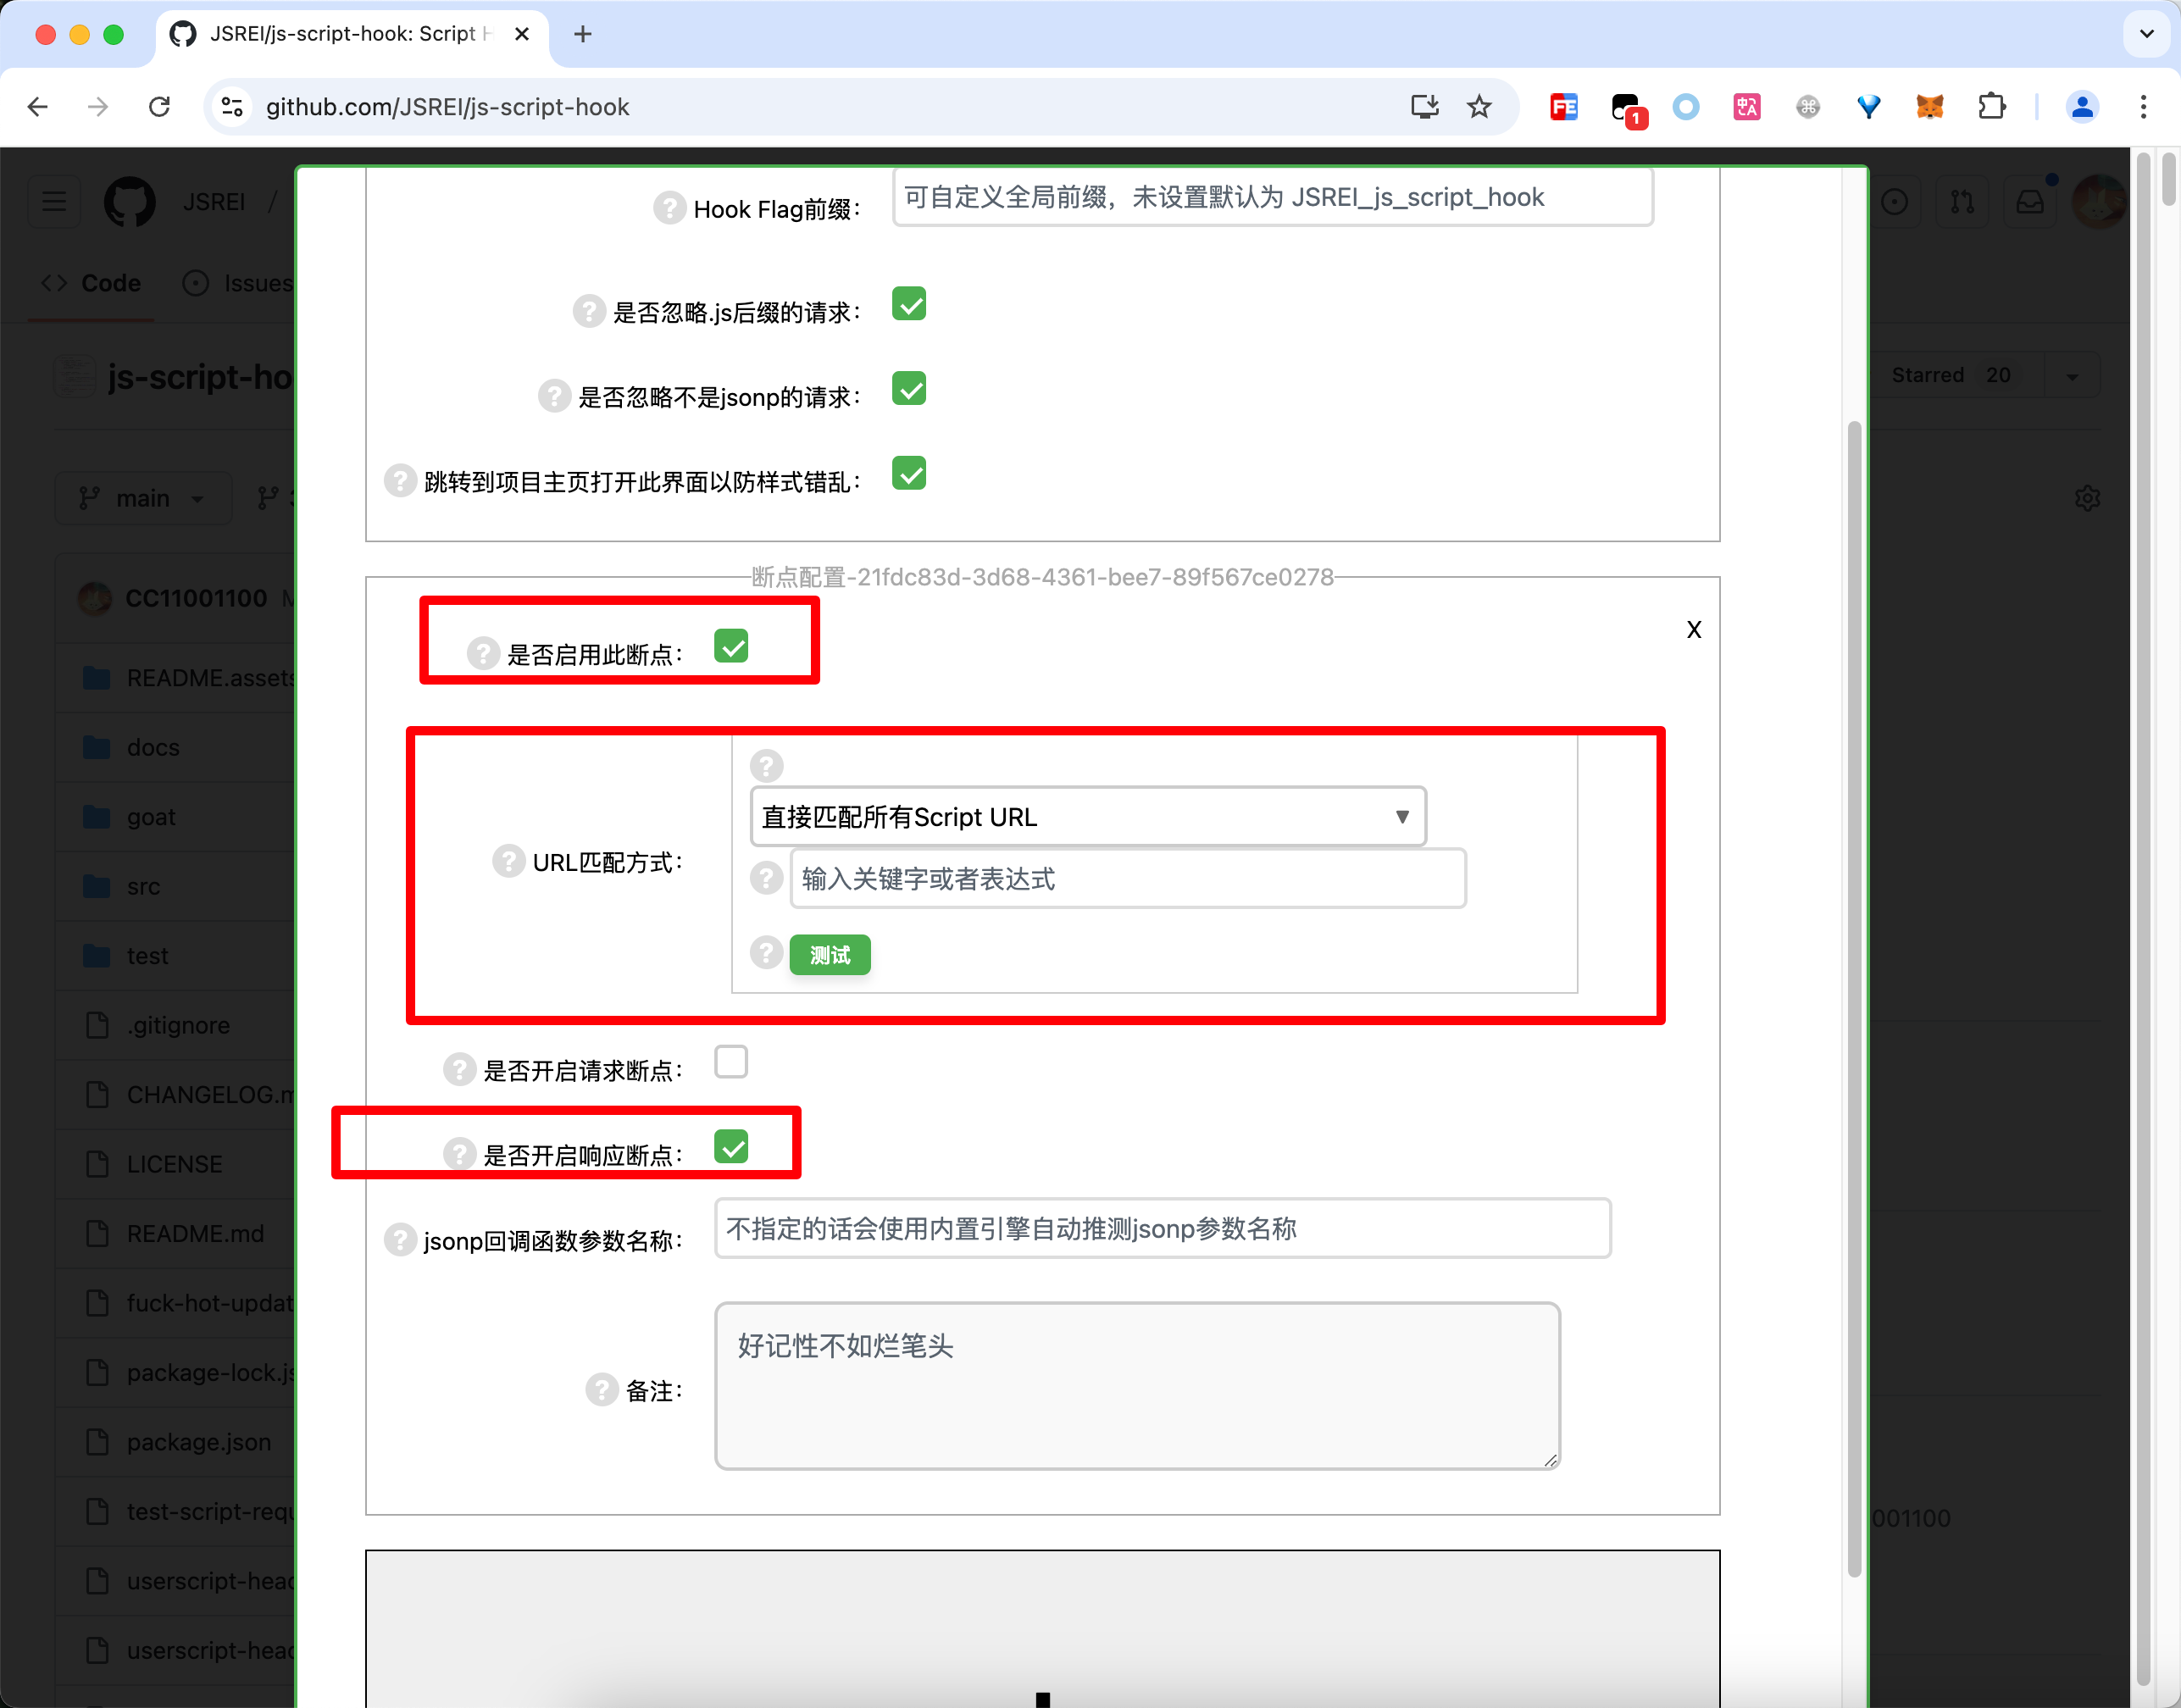 JSREI/js-script-hook: Script H
github.com/JSREI/js-script-hook
1
JSREI /
Code
Issues
js-script-ho
Starred 20
main
CC11001100
README.assets
docs
goat
src
test
.gitignore
CHANGELOG.m
LICENSE
README.md
fuck-hot-updat
package-lock.js
package.json
test-script-requ
userscript-head
userscript-head
001100
Hook Flag前缀：
可自定义全局前缀，未设置默认为 JSREI_js_script_hook
是否忽略.js后缀的请求：
是否忽略不是jsonp的请求：
跳转到项目主页打开此界面以防样式错乱：
断点配置-21fdc83d-3d68-4361-bee7-89f567ce0278
X
是否启用此断点：
URL匹配方式：
直接匹配所有Script URL
输入关键字或者表达式
测试
是否开启请求断点：
是否开启响应断点：
jsonp回调函数参数名称：
不指定的话会使用内置引擎自动推测jsonp参数名称
备注：
好记性不如烂笔头